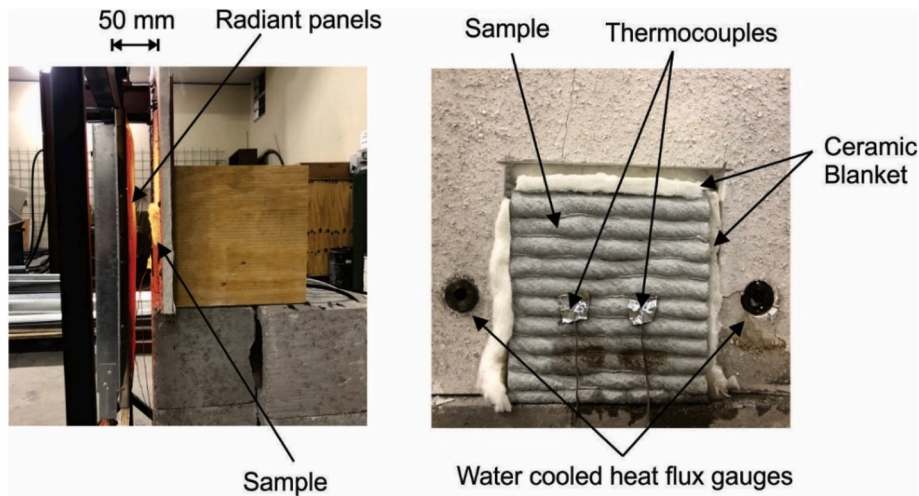 50 mm
Radiant panels
Sample
Sample
Thermocouples
Ceramic
Blanket
Water cooled heat flux gauges